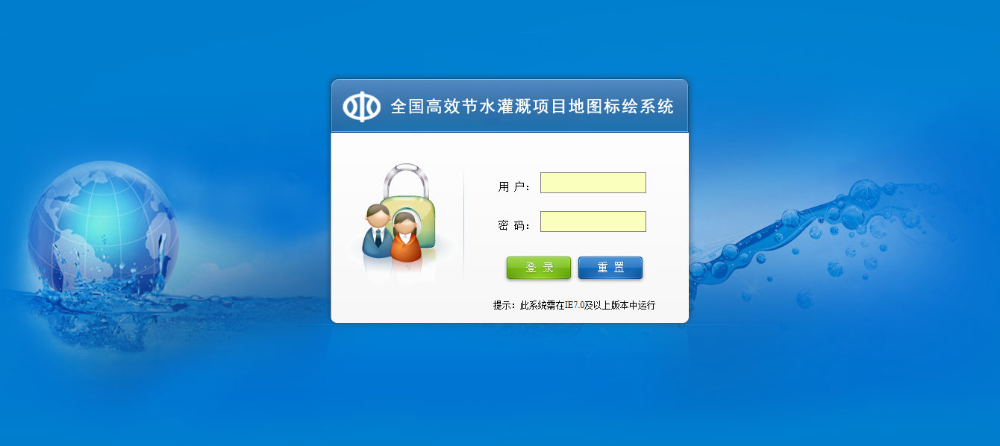 全国高效节水灌溉项目地图标绘系统
用 户：
密 码：
登 录
重 置
提示：此系统需在IE7.0及以上版本中运行